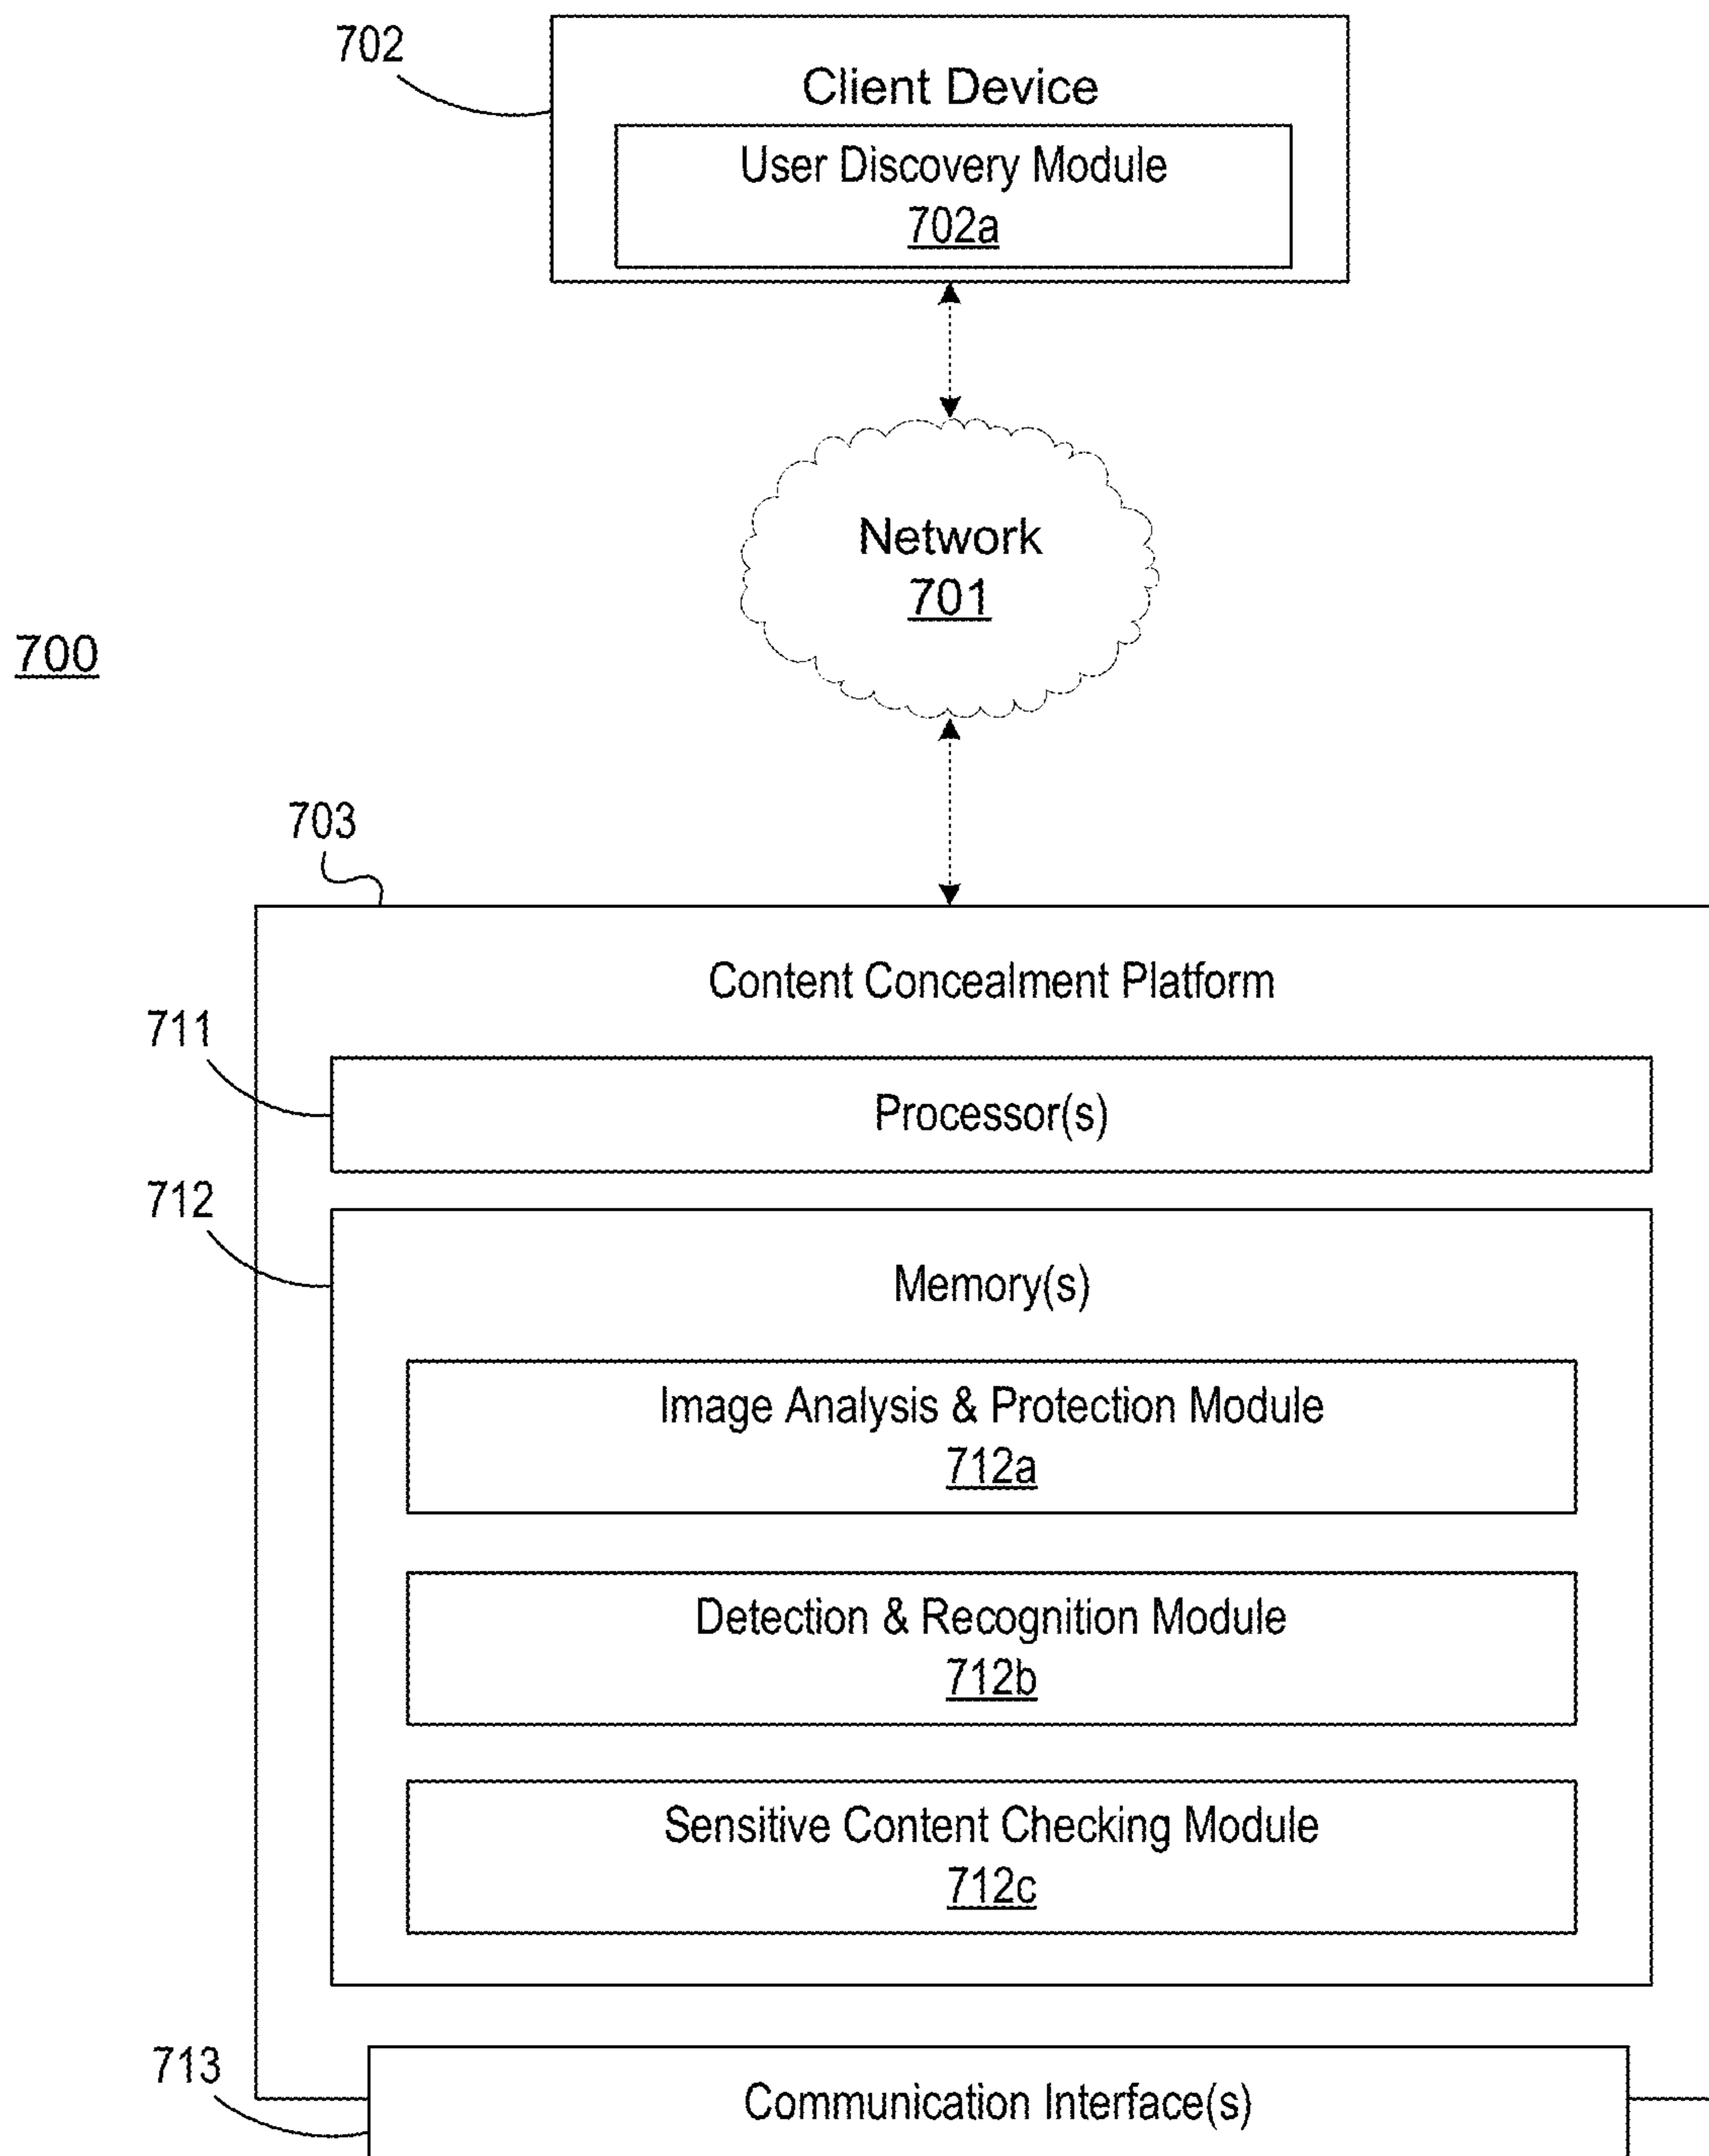 702
Client Device
User Discovery Module
702a
Network
701
700
703
Content Concealment Platform
711
Processor(s)
712
Memory(s)
Image Analysis & Protection Module
712a
Detection & Recognition Module
712b
Sensitive Content Checking Module
712c
713
Communication Interface(s)